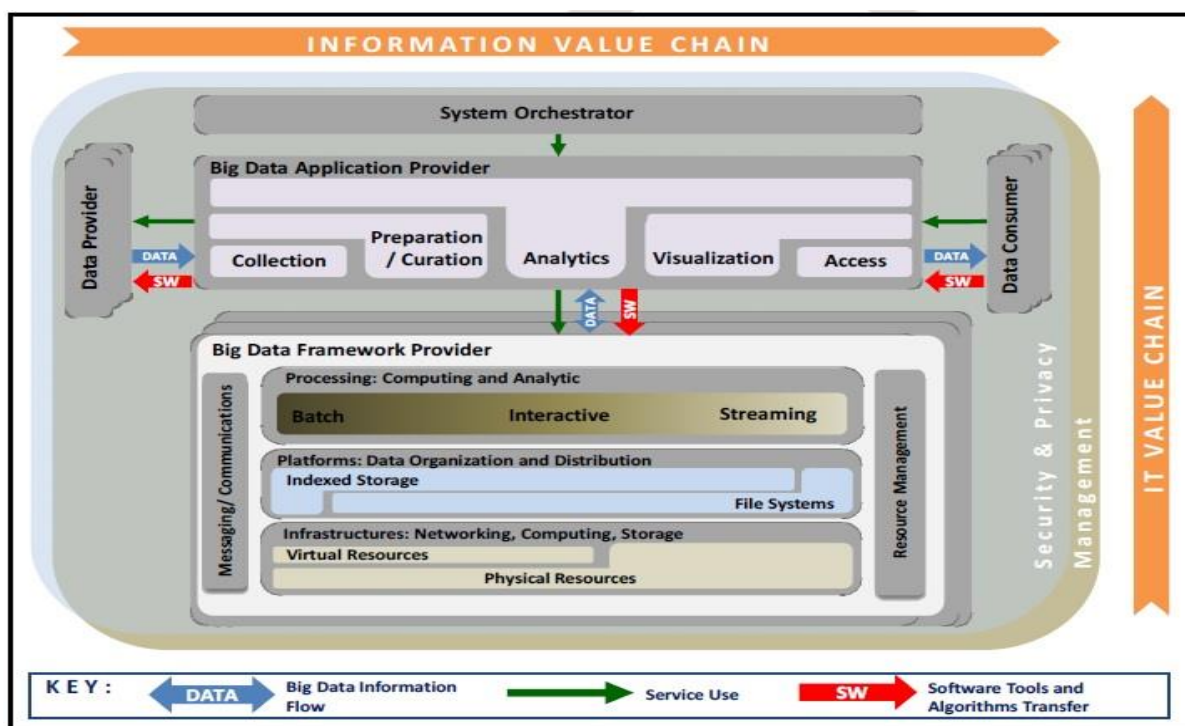 INFORMATION VALUE CHAIN
System Orchestrator
Big Data Application Provider
Collection
Preparation
/ Curation
Analytics
Visualization
Access
Data Provider
DATA
SW
Data Consumer
DATA
SW
DATA
SW
Big Data Framework Provider
Messaging/ Communications
Processing: Computing and Analytic
Batch
Interactive
Streaming
Platforms: Data Organization and Distribution
Indexed Storage
File Systems
Infrastructures: Networking, Computing, Storage
Virtual Resources
Physical Resources
Resource Management
Security & Privacy
Management
IT VALUE CHAIN
KEY:
DATA
Big Data Information
Flow
Service Use
SW
Software Tools and
Algorithms Transfer